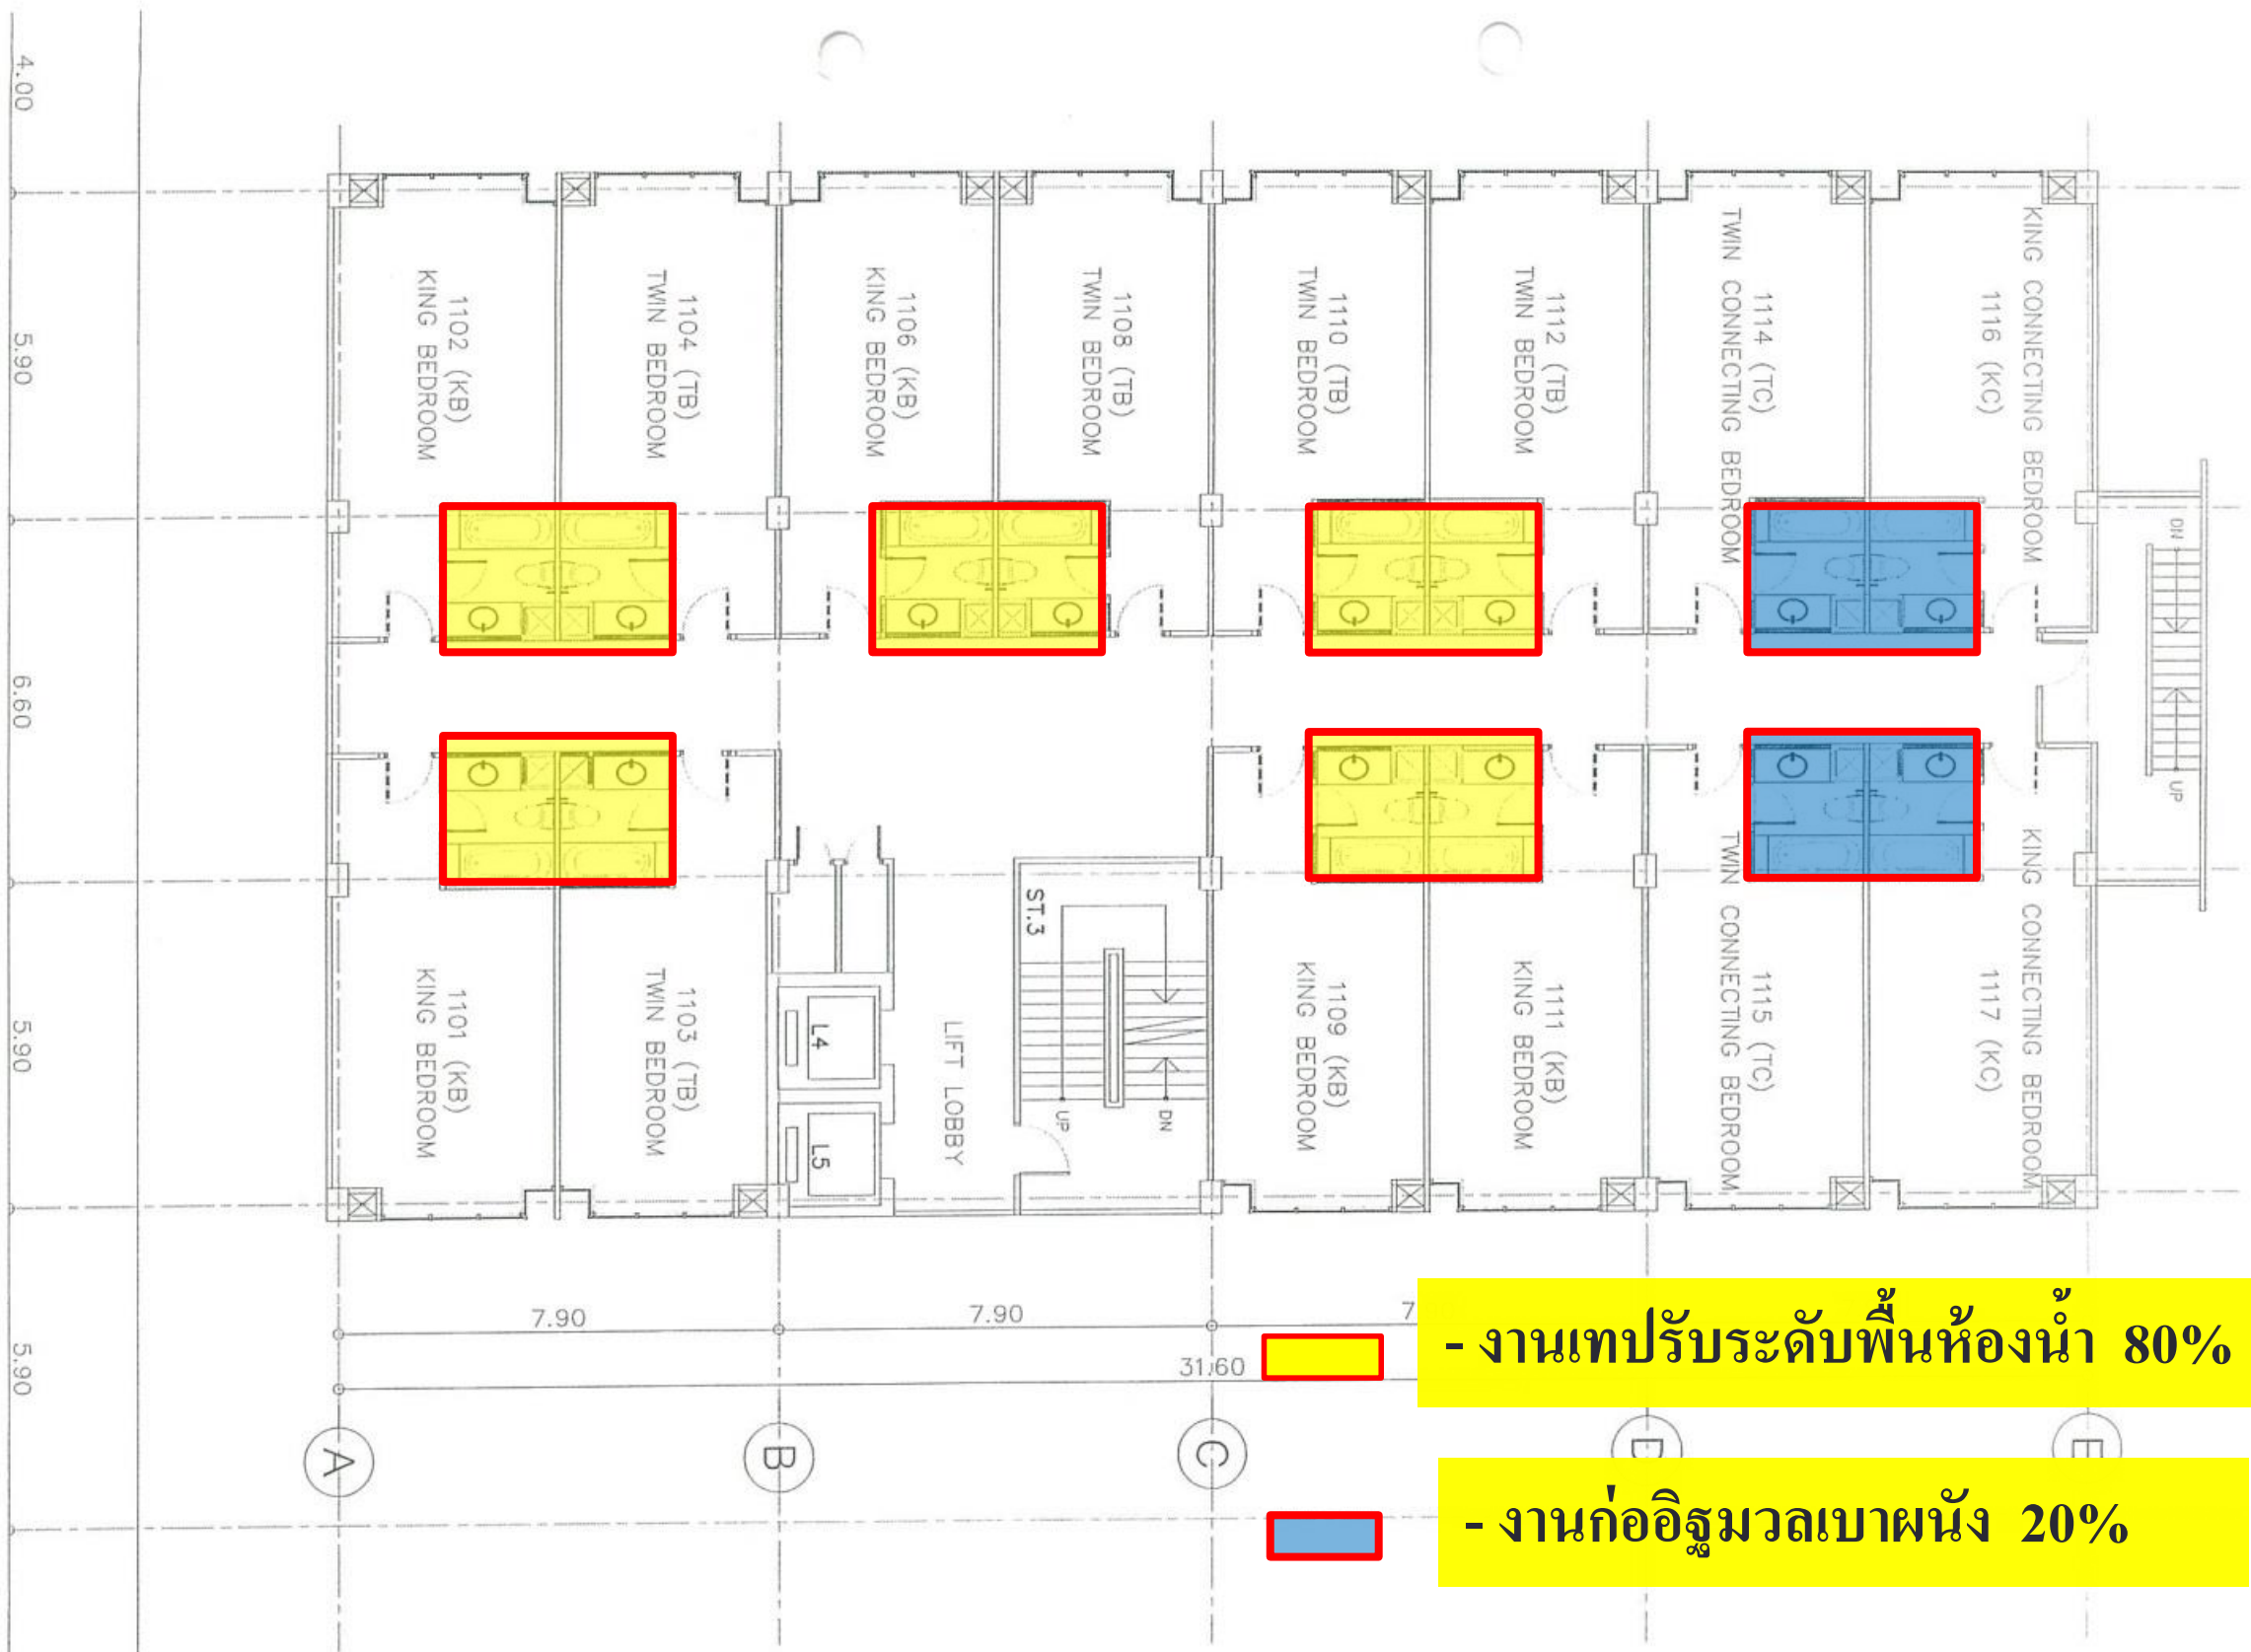 4.00
5.90
6.60
5.90
5.90
1102 (KB)
KING BEDROOM
1104 (TB)
TWIN BEDROOM
1106 (KB)
KING BEDROOM
1108 (TB)
TWIN BEDROOM
1110 (TB)
TWIN BEDROOM
1112 (TB)
TWIN BEDROOM
1114 (TC)
TWIN CONNECTING BEDROOM
KING CONNECTING BEDROOM
1116 (KC)
DN
UP
1101 (KB)
KING BEDROOM
1103 (TB)
TWIN BEDROOM
L4
L5
LIFT LOBBY
ST.3
UP
DN
1109 (KB)
KING BEDROOM
1111 (KB)
KING BEDROOM
1115 (TC)
TWIN CONNECTING BEDROOM
KING CONNECTING BEDROOM
1117 (KC)
7.90
7.90
31.60
- งานเทปรับระดับพื้นห้องน้ำ 80%
A
B
C
D
E
- งานก่ออิฐมวลเบาผนัง 20%